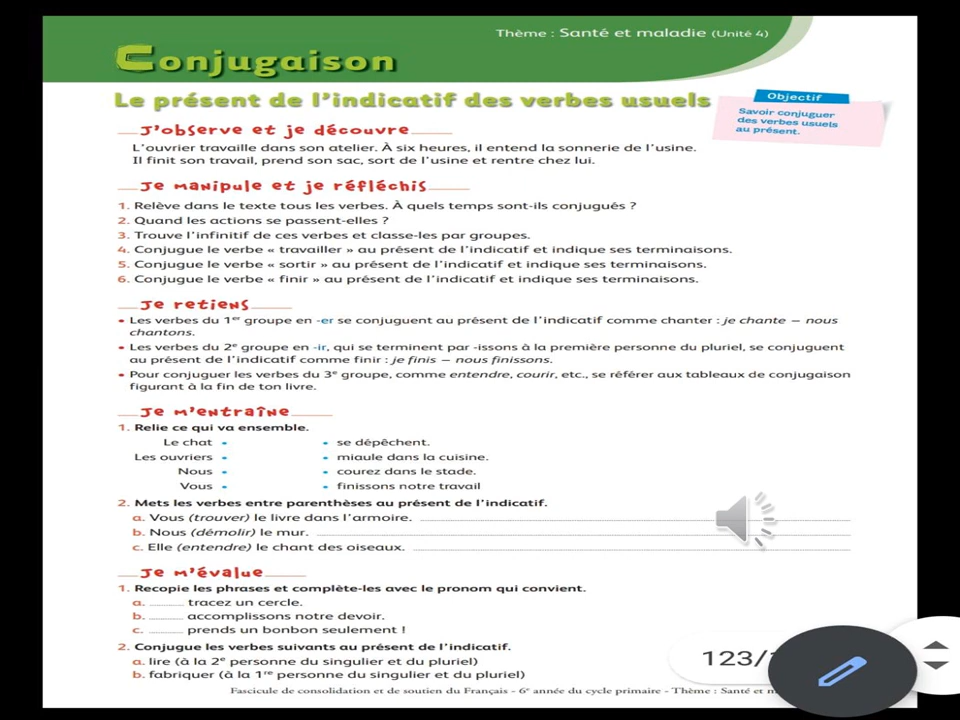 Thème : Santé et maladie (Unité 4)
Conjugaison
Le présent de l'indicatif des verbes usuels
Objectif
Savoir conjuguer
des verbes usuels
au présent.
J'observe et je découvre
L'ouvrier travaille dans son atelier. À six heures, il entend la sonnerie de l'usine.
Il finit son travail, prend son sac, sort de l'usine et rentre chez lui.
Je manipule et je réfléchis
1. Relève dans le texte tous les verbes. À quels temps sont-ils conjugués ?
2. Quand les actions se passent-elles ?
3. Trouve l'infinitif de ces verbes et classe-les par groupes.
4. Conjugue le verbe « travailler » au présent de l'indicatif et indique ses terminaisons.
5. Conjugue le verbe « sortir » au présent de l'indicatif et indique ses terminaisons.
6. Conjugue le verbe « finir » au présent de l'indicatif et indique ses terminaisons.
Je retiens
• Les verbes du 1er groupe en -er se conjuguent au présent de l'indicatif comme chanter : je chante – nous
chantons.
• Les verbes du 2e groupe en -ir, qui se terminent par -issons à la première personne du pluriel, se conjuguent
au présent de l'indicatif comme finir : je finis – nous finissons.
• Pour conjuguer les verbes du 3e groupe, comme entendre, courir, etc., se référer aux tableaux de conjugaison
figurant à la fin de ton livre.
Je m'entraîne
1. Relie ce qui va ensemble.
Le chat • • se dépêchent.
Les ouvriers • • miaule dans la cuisine.
Nous • • courez dans le stade.
Vous • • finissons notre travail
2. Mets les verbes entre parenthèses au présent de l'indicatif.
a. Vous (trouver) le livre dans l'armoire.
b. Nous (démolir) le mur.
c. Elle (entendre) le chant des oiseaux.
Je m'évalue
1. Recopie les phrases et complète-les avec le pronom qui convient.
a. ______ tracez un cercle.
b. ______ accomplissons notre devoir.
c. ______ prends un bonbon seulement !
2. Conjugue les verbes suivants au présent de l'indicatif.
a. lire (à la 2e personne du singulier et du pluriel)
b. fabriquer (à la 1re personne du singulier et du pluriel)
Fascicule de consolidation et de soutien du Français - 6e année du cycle primaire - Thème : Santé et
123/